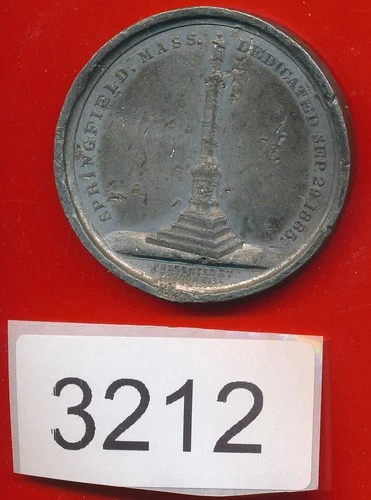 SPRINGFIELD, MASS. DEDICATED SEP. 29 1885.
3212